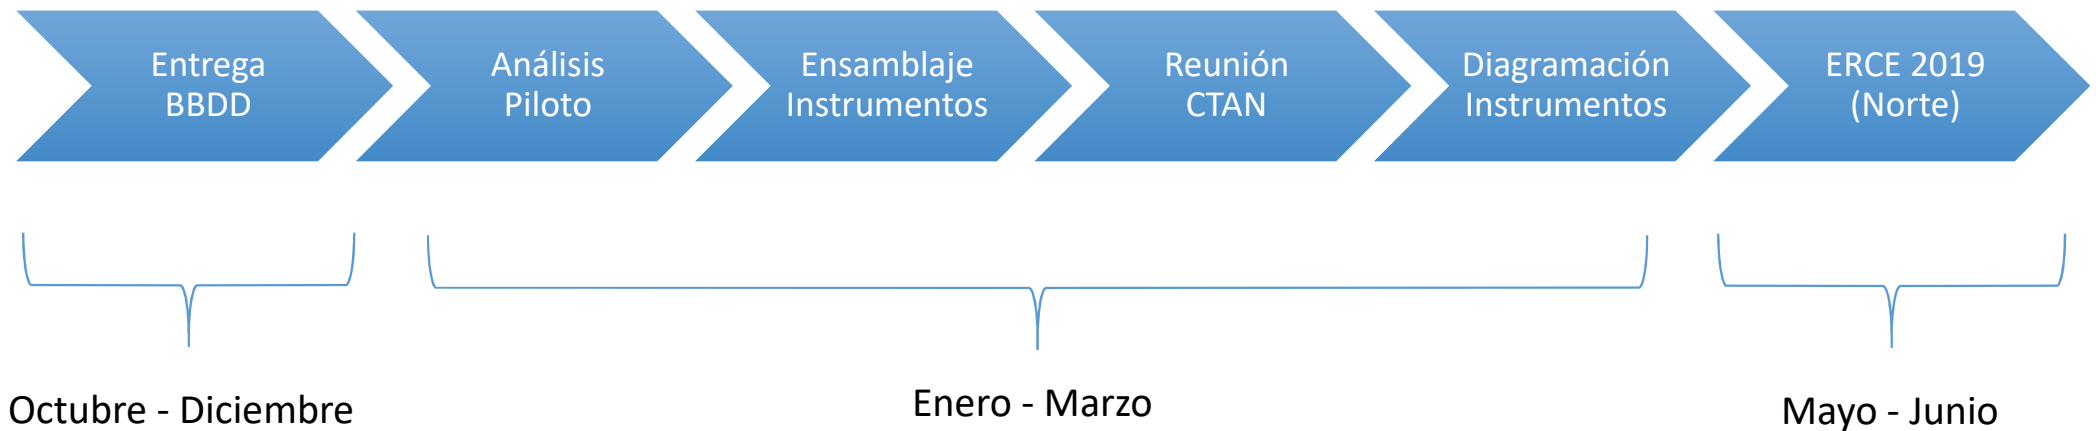 Entrega
BBDD
Análisis
Piloto
Ensamblaje
Instrumentos
Reunión
CTAN
Diagramación
Instrumentos
ERCE 2019
(Norte)
Octubre - Diciembre
Enero - Marzo
Mayo - Junio